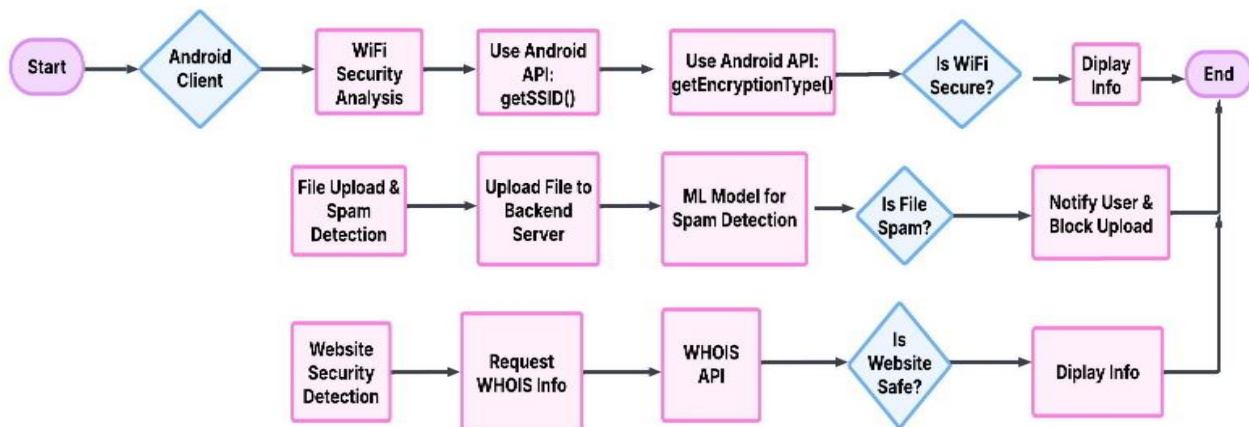 Start
Android
Client
WiFi
Security
Analysis
Use Android
API:
getSSID()
Use Android API:
getEncryptionType()
Is WiFi
Secure?
Diplay
Info
End
File Upload &
Spam
Detection
Upload File to
Backend
Server
ML Model for
Spam Detection
Is File
Spam?
Notify User &
Block Upload
Website
Security
Detection
Request
WHOIS Info
WHOIS
API
Is
Website
Safe?
Diplay Info